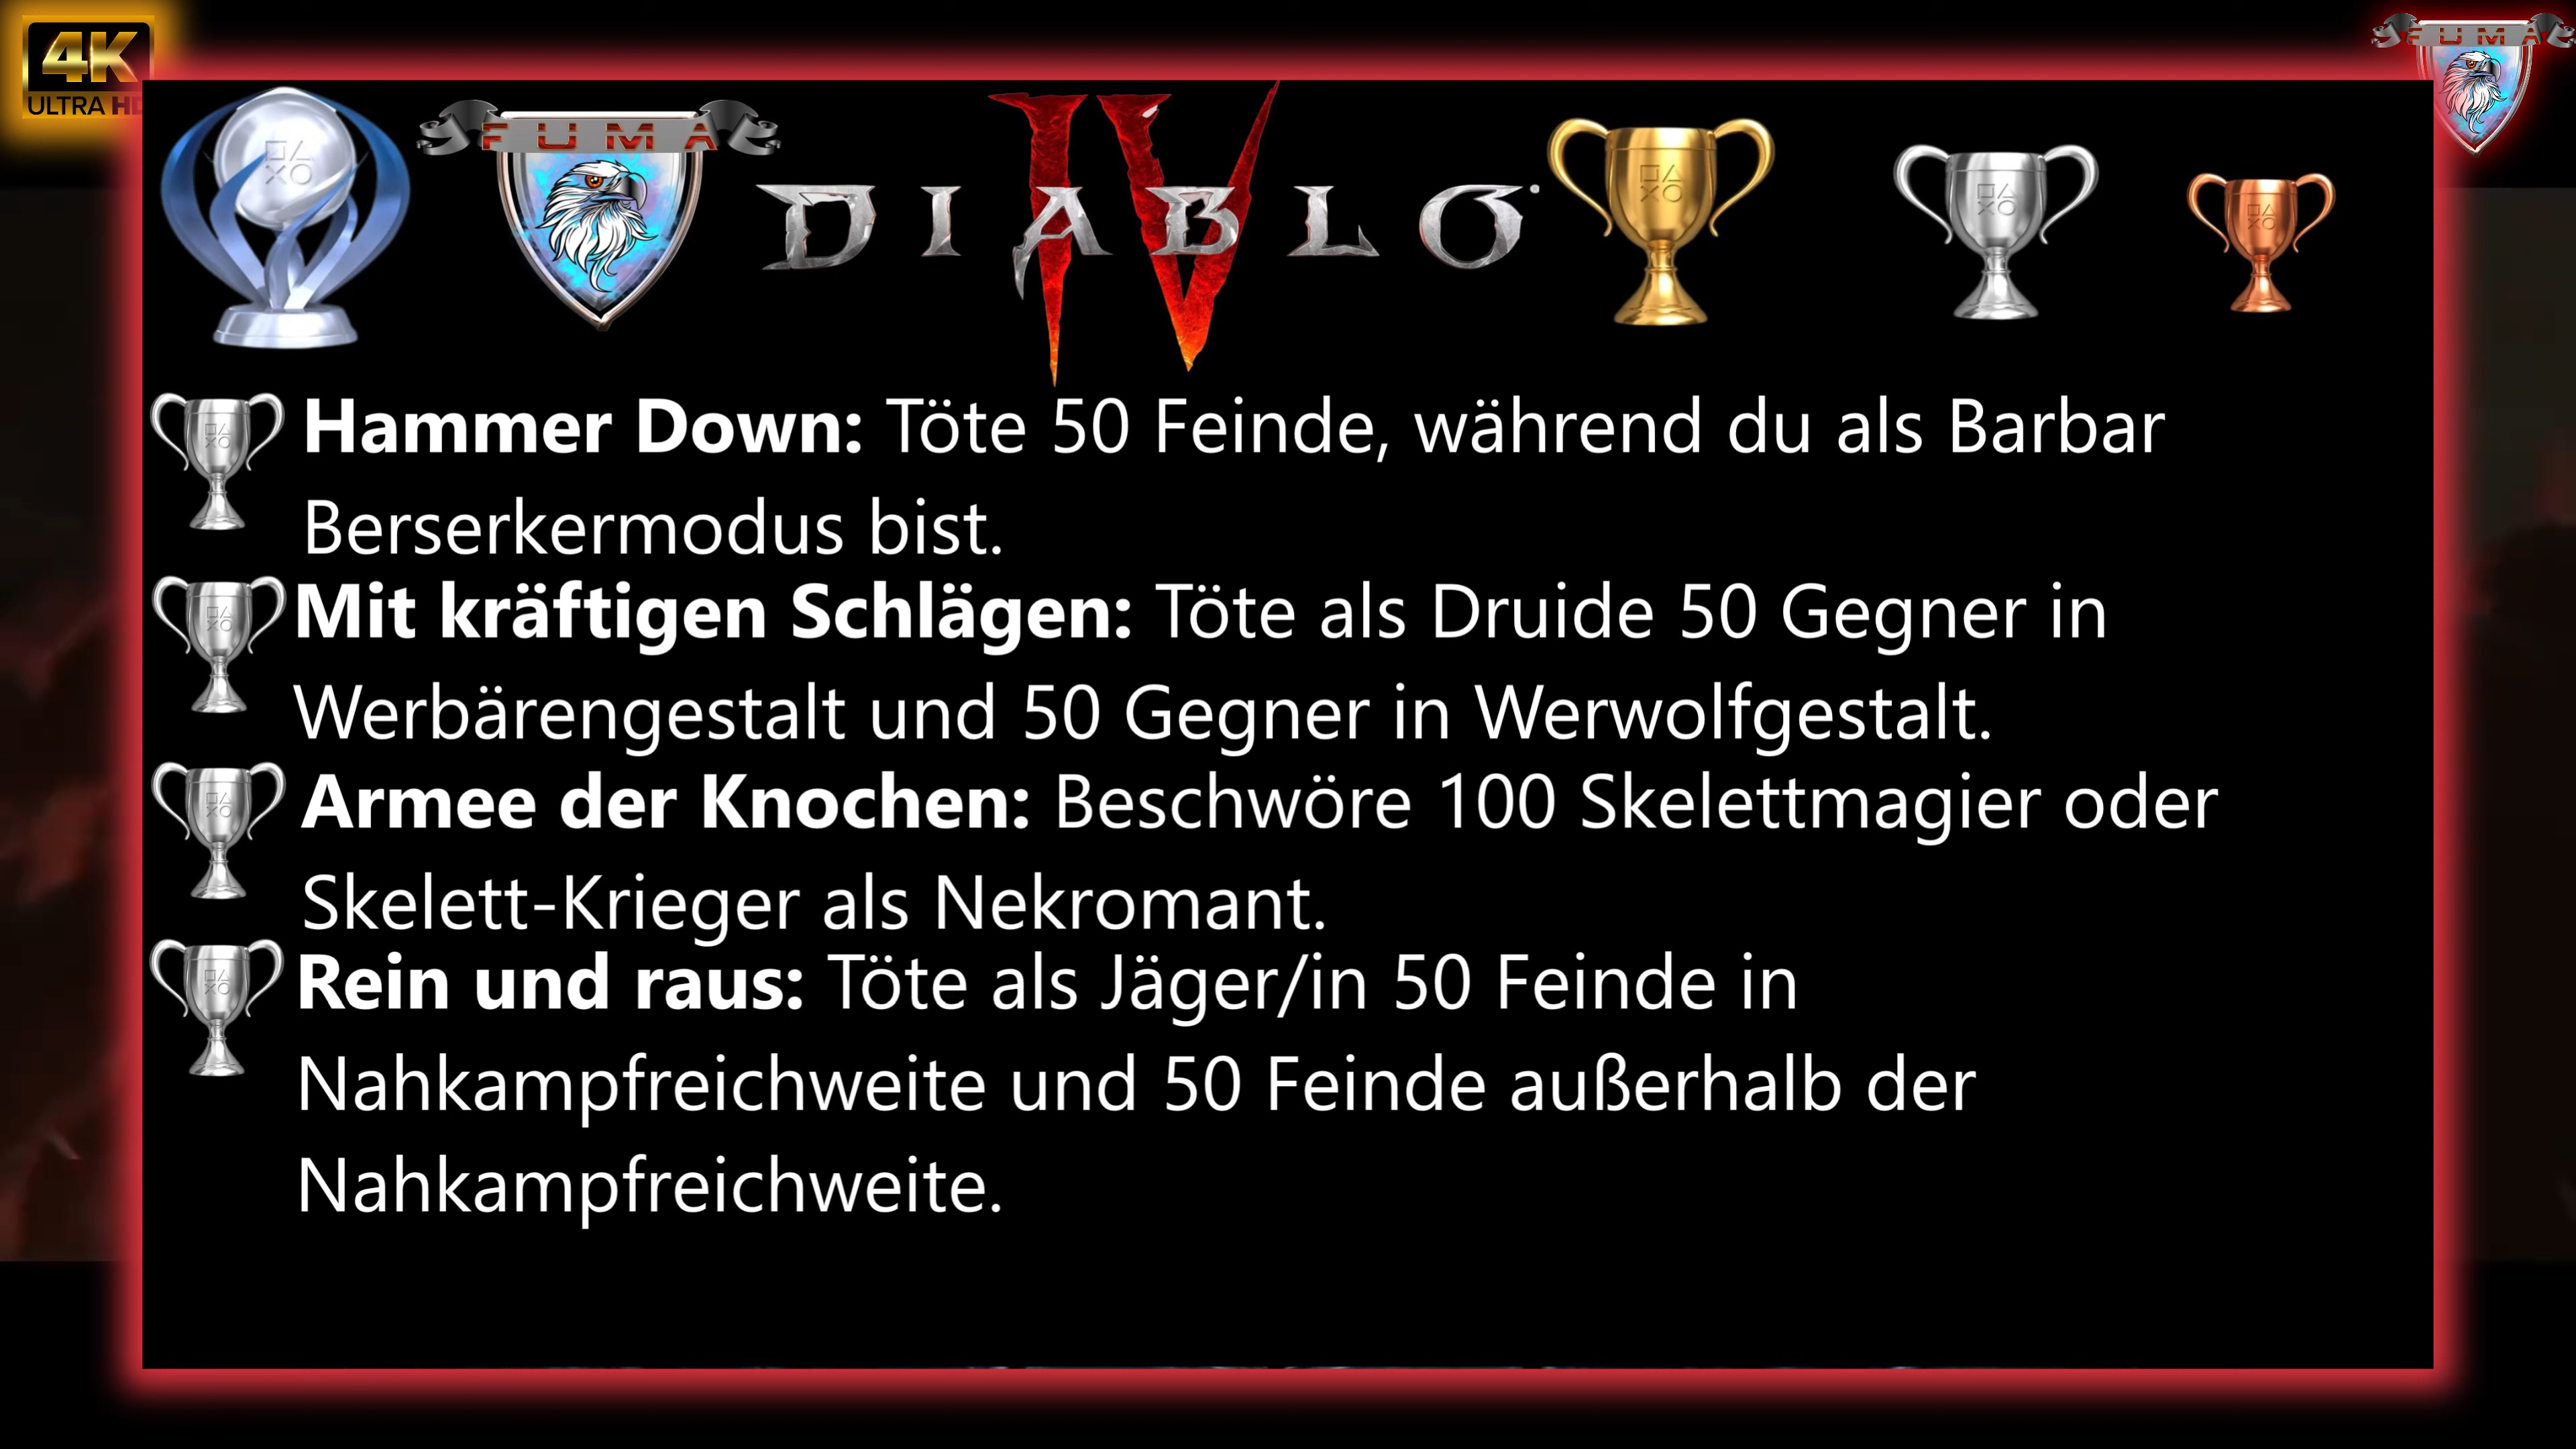 4K
ULTRA HD
FUMA
FUMA
DIABLO IV
Hammer Down: Töte 50 Feinde, während du als Barbar
Berserkermodus bist.
Mit kräftigen Schlägen: Töte als Druide 50 Gegner in
Werbärengestalt und 50 Gegner in Werwolfgestalt.
Armee der Knochen: Beschwöre 100 Skelettmagier oder
Skelett-Krieger als Nekromant.
Rein und raus: Töte als Jäger/in 50 Feinde in
Nahkampfreichweite und 50 Feinde außerhalb der
Nahkampfreichweite.